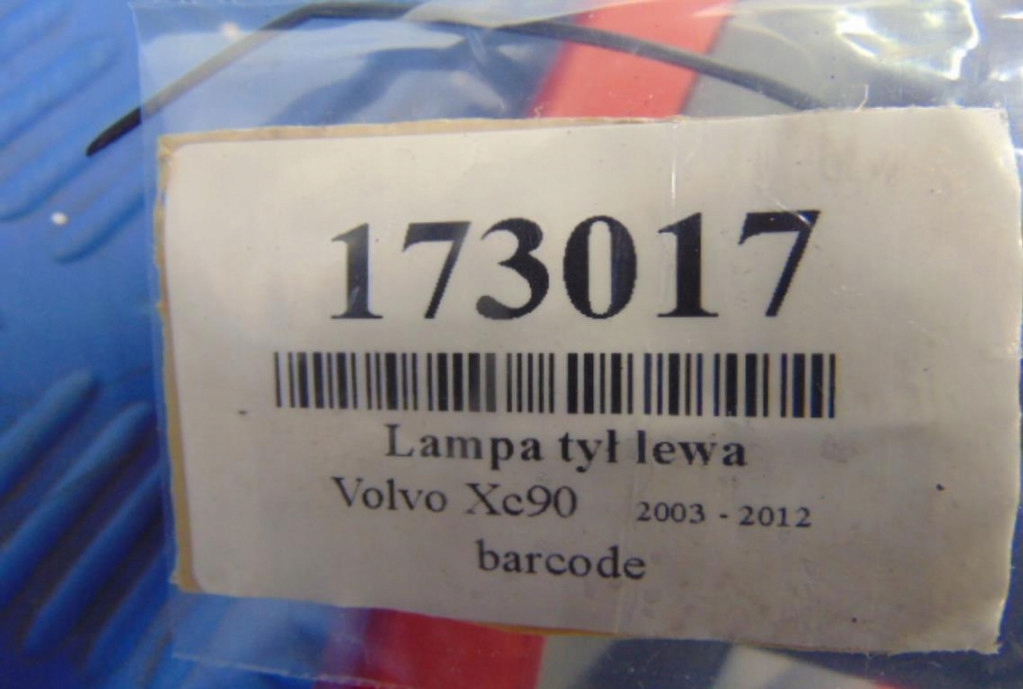 173017
Lampa tył lewa
Volvo Xc90 2003 - 2012
barcode